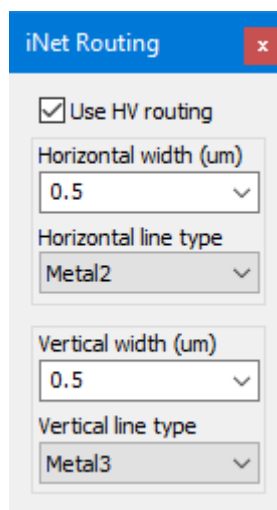 iNet Routing x
Use HV routing
Horizontal width (um)
0.5
Horizontal line type
Metal2
Vertical width (um)
0.5
Vertical line type
Metal3